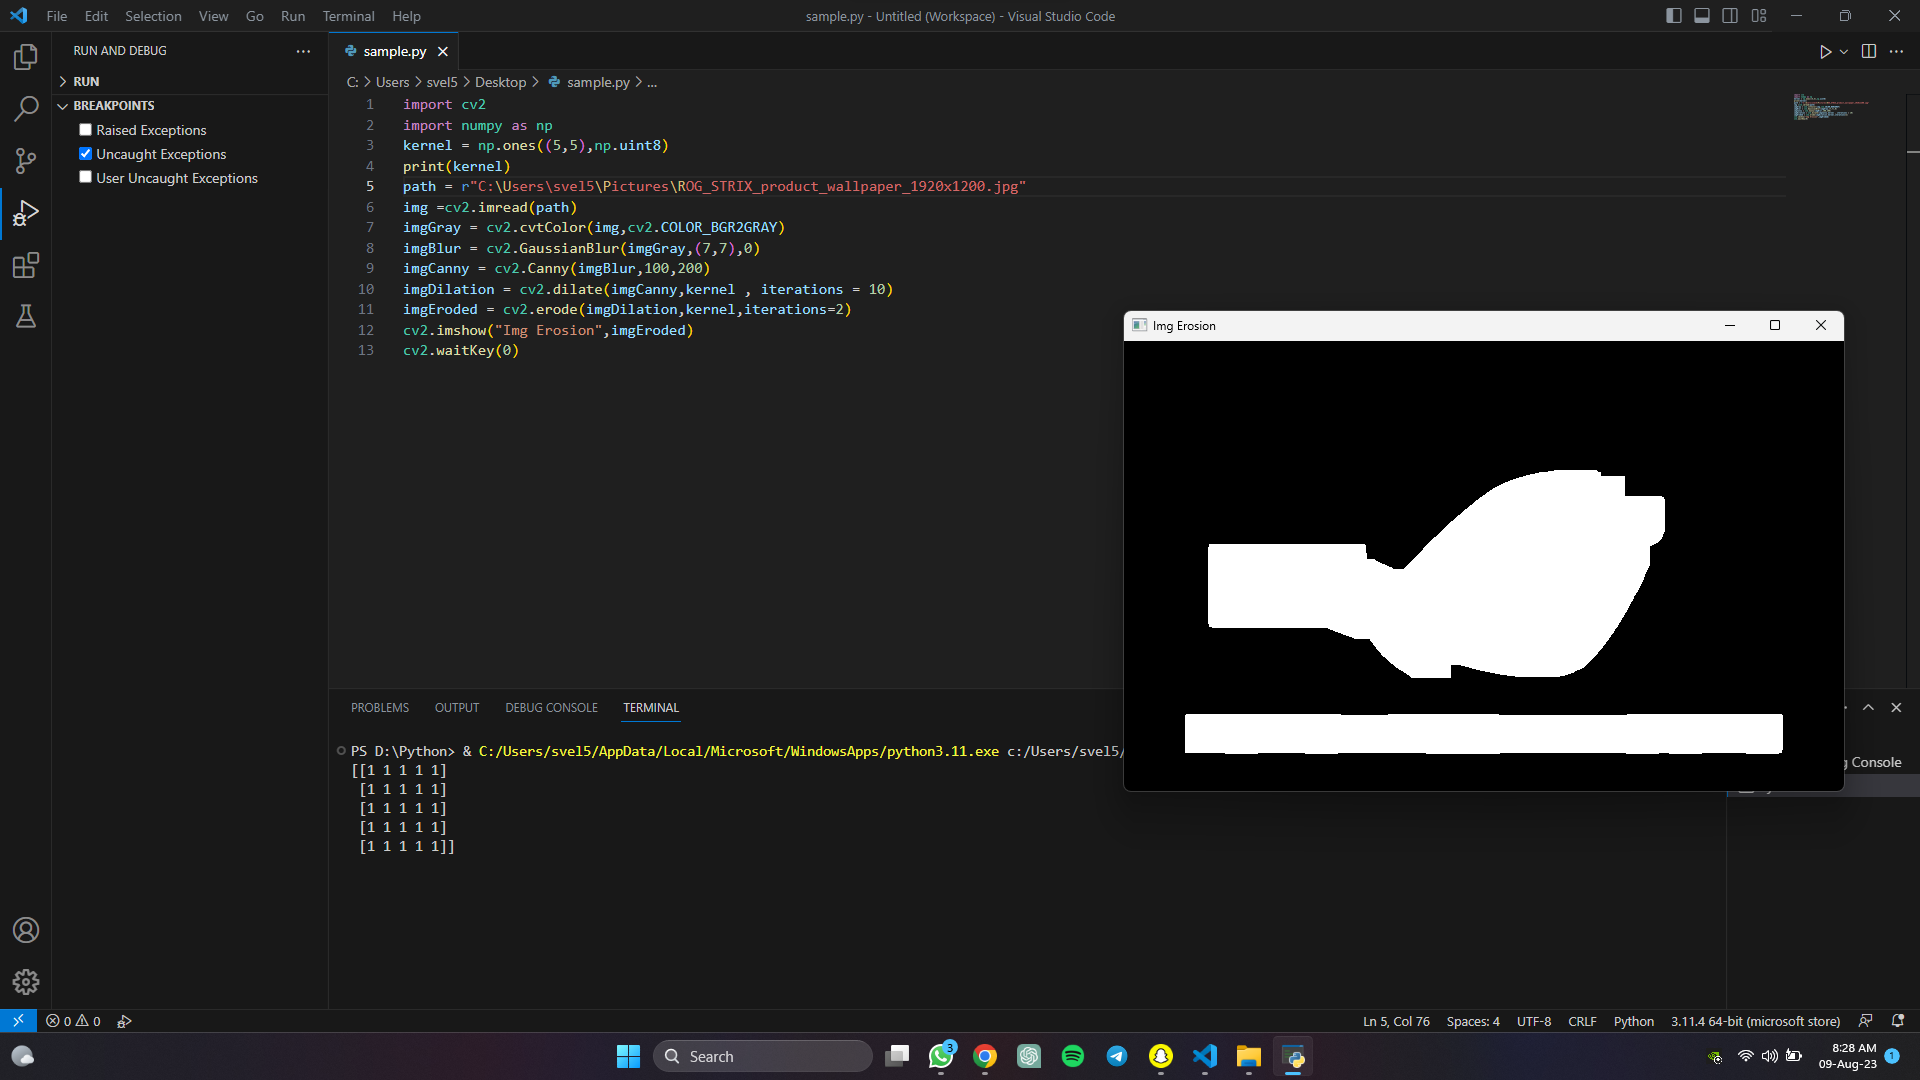 File Edit Selection View Go Run Terminal Help
sample.py - Untitled (Workspace) - Visual Studio Code
RUN AND DEBUG
RUN
BREAKPOINTS
Raised Exceptions
Uncaught Exceptions
User Uncaught Exceptions
sample.py
C: > Users > svel5 > Desktop > sample.py > ...
1 import cv2
2 import numpy as np
3 kernel = np.ones((5,5),np.uint8)
4 print(kernel)
5 path = r"C:\Users\svel5\Pictures\ROG_STRIX_product_wallpaper_1920x1200.jpg"
6 img =cv2.imread(path)
7 imgGray = cv2.cvtColor(img,cv2.COLOR_BGR2GRAY)
8 imgBlur = cv2.GaussianBlur(imgGray,(7,7),0)
9 imgCanny = cv2.Canny(imgBlur,100,200)
10 imgDilation = cv2.dilate(imgCanny,kernel , iterations = 10)
11 imgEroded = cv2.erode(imgDilation,kernel,iterations=2)
12 cv2.imshow("Img Erosion",imgEroded)
13 cv2.waitKey(0)
Img Erosion
PROBLEMS OUTPUT DEBUG CONSOLE TERMINAL
PS D:\Python> & C:/Users/svel5/AppData/Local/Microsoft/WindowsApps/python3.11.exe c:/Users/svel5/
[[1 1 1 1 1]
[1 1 1 1 1]
[1 1 1 1 1]
[1 1 1 1 1]
[1 1 1 1 1]]
Console
0 0
Ln 5, Col 76 Spaces: 4 UTF-8 CRLF Python 3.11.4 64-bit (microsoft store)
Search
3
8:28 AM
09-Aug-23
1